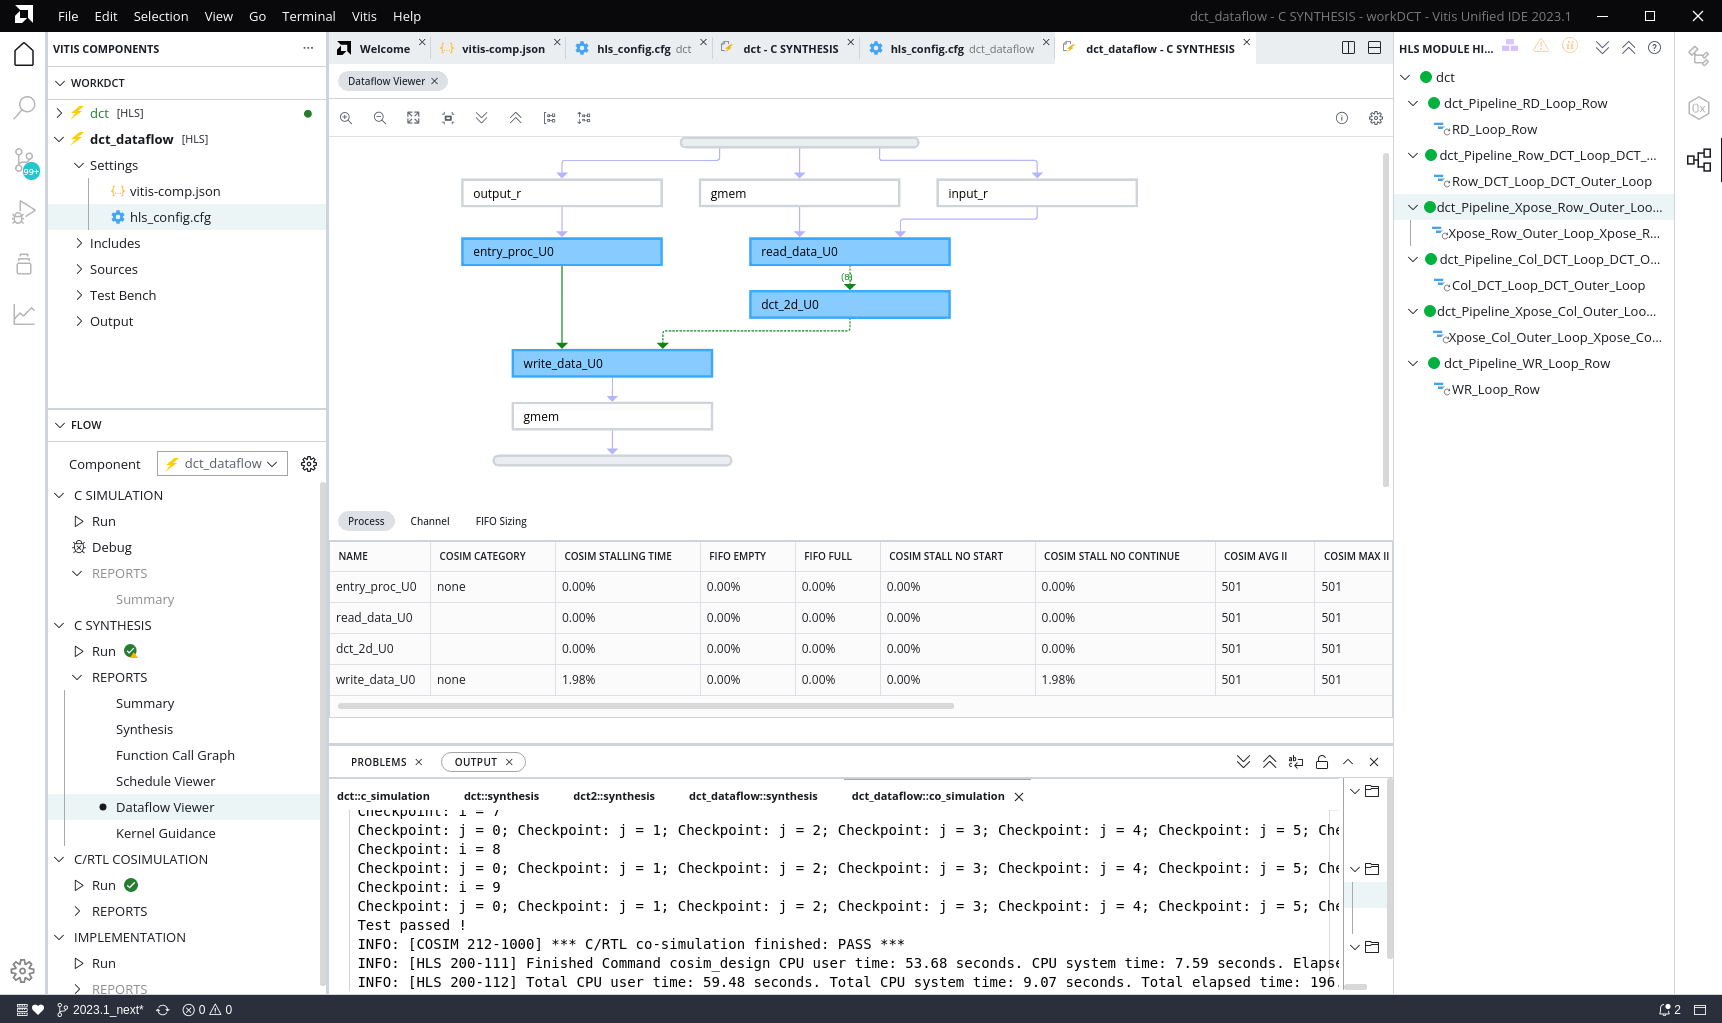 File Edit Selection View Go Terminal Vitis Help
dct_dataflow - C SYNTHESIS - workDCT - Vitis Unified IDE 2023.1
VITIS COMPONENTS
WORKDCT
dct [HLS]
dct_dataflow [HLS]
Settings
vitis-comp.json
hls_config.cfg
Includes
Sources
Test Bench
Output
FLOW
Component dct_dataflow
C SIMULATION
Run
Debug
REPORTS
Summary
C SYNTHESIS
Run
REPORTS
Summary
Synthesis
Function Call Graph
Schedule Viewer
Dataflow Viewer
Kernel Guidance
C/RTL COSIMULATION
Run
REPORTS
IMPLEMENTATION
Run
REPORTS
99+
Welcome vitis-comp.json hls_config.cfg dct dct - C SYNTHESIS hls_config.cfg dct_dataflow dct_dataflow - C SYNTHESIS
Dataflow Viewer
output_r gmem input_r
entry_proc_U0 read_data_U0
(8)
dct_2d_U0
write_data_U0
gmem
Process Channel FIFO Sizing
NAME COSIM CATEGORY COSIM STALLING TIME FIFO EMPTY FIFO FULL COSIM STALL NO START COSIM STALL NO CONTINUE COSIM AVG II COSIM MAX II
entry_proc_U0 none 0.00% 0.00% 0.00% 0.00% 0.00% 501 501
read_data_U0 0.00% 0.00% 0.00% 0.00% 0.00% 501 501
dct_2d_U0 0.00% 0.00% 0.00% 0.00% 0.00% 501 501
write_data_U0 none 1.98% 0.00% 0.00% 0.00% 1.98% 501 501
PROBLEMS OUTPUT
dct::c_simulation dct::synthesis dct2::synthesis dct_dataflow::synthesis dct_dataflow::co_simulation
Checkpoint: i = 7
Checkpoint: j = 0; Checkpoint: j = 1; Checkpoint: j = 2; Checkpoint: j = 3; Checkpoint: j = 4; Checkpoint: j = 5; Che
Checkpoint: i = 8
Checkpoint: j = 0; Checkpoint: j = 1; Checkpoint: j = 2; Checkpoint: j = 3; Checkpoint: j = 4; Checkpoint: j = 5; Che
Checkpoint: i = 9
Checkpoint: j = 0; Checkpoint: j = 1; Checkpoint: j = 2; Checkpoint: j = 3; Checkpoint: j = 4; Checkpoint: j = 5; Che
Test passed !
INFO: [COSIM 212-1000] *** C/RTL co-simulation finished: PASS ***
INFO: [HLS 200-111] Finished Command cosim_design CPU user time: 53.68 seconds. CPU system time: 7.59 seconds. Elapse
INFO: [HLS 200-112] Total CPU user time: 59.48 seconds. Total CPU system time: 9.07 seconds. Total elapsed time: 196.
HLS MODULE HI...
dct
dct_Pipeline_RD_Loop_Row
RD_Loop_Row
dct_Pipeline_Row_DCT_Loop_DCT_...
Row_DCT_Loop_DCT_Outer_Loop
dct_Pipeline_Xpose_Row_Outer_Loo...
Xpose_Row_Outer_Loop_Xpose_R...
dct_Pipeline_Col_DCT_Loop_DCT_O...
Col_DCT_Loop_DCT_Outer_Loop
dct_Pipeline_Xpose_Col_Outer_Loo...
Xpose_Col_Outer_Loop_Xpose_Co...
dct_Pipeline_WR_Loop_Row
WR_Loop_Row
0x
2023.1_next* 0 0 2